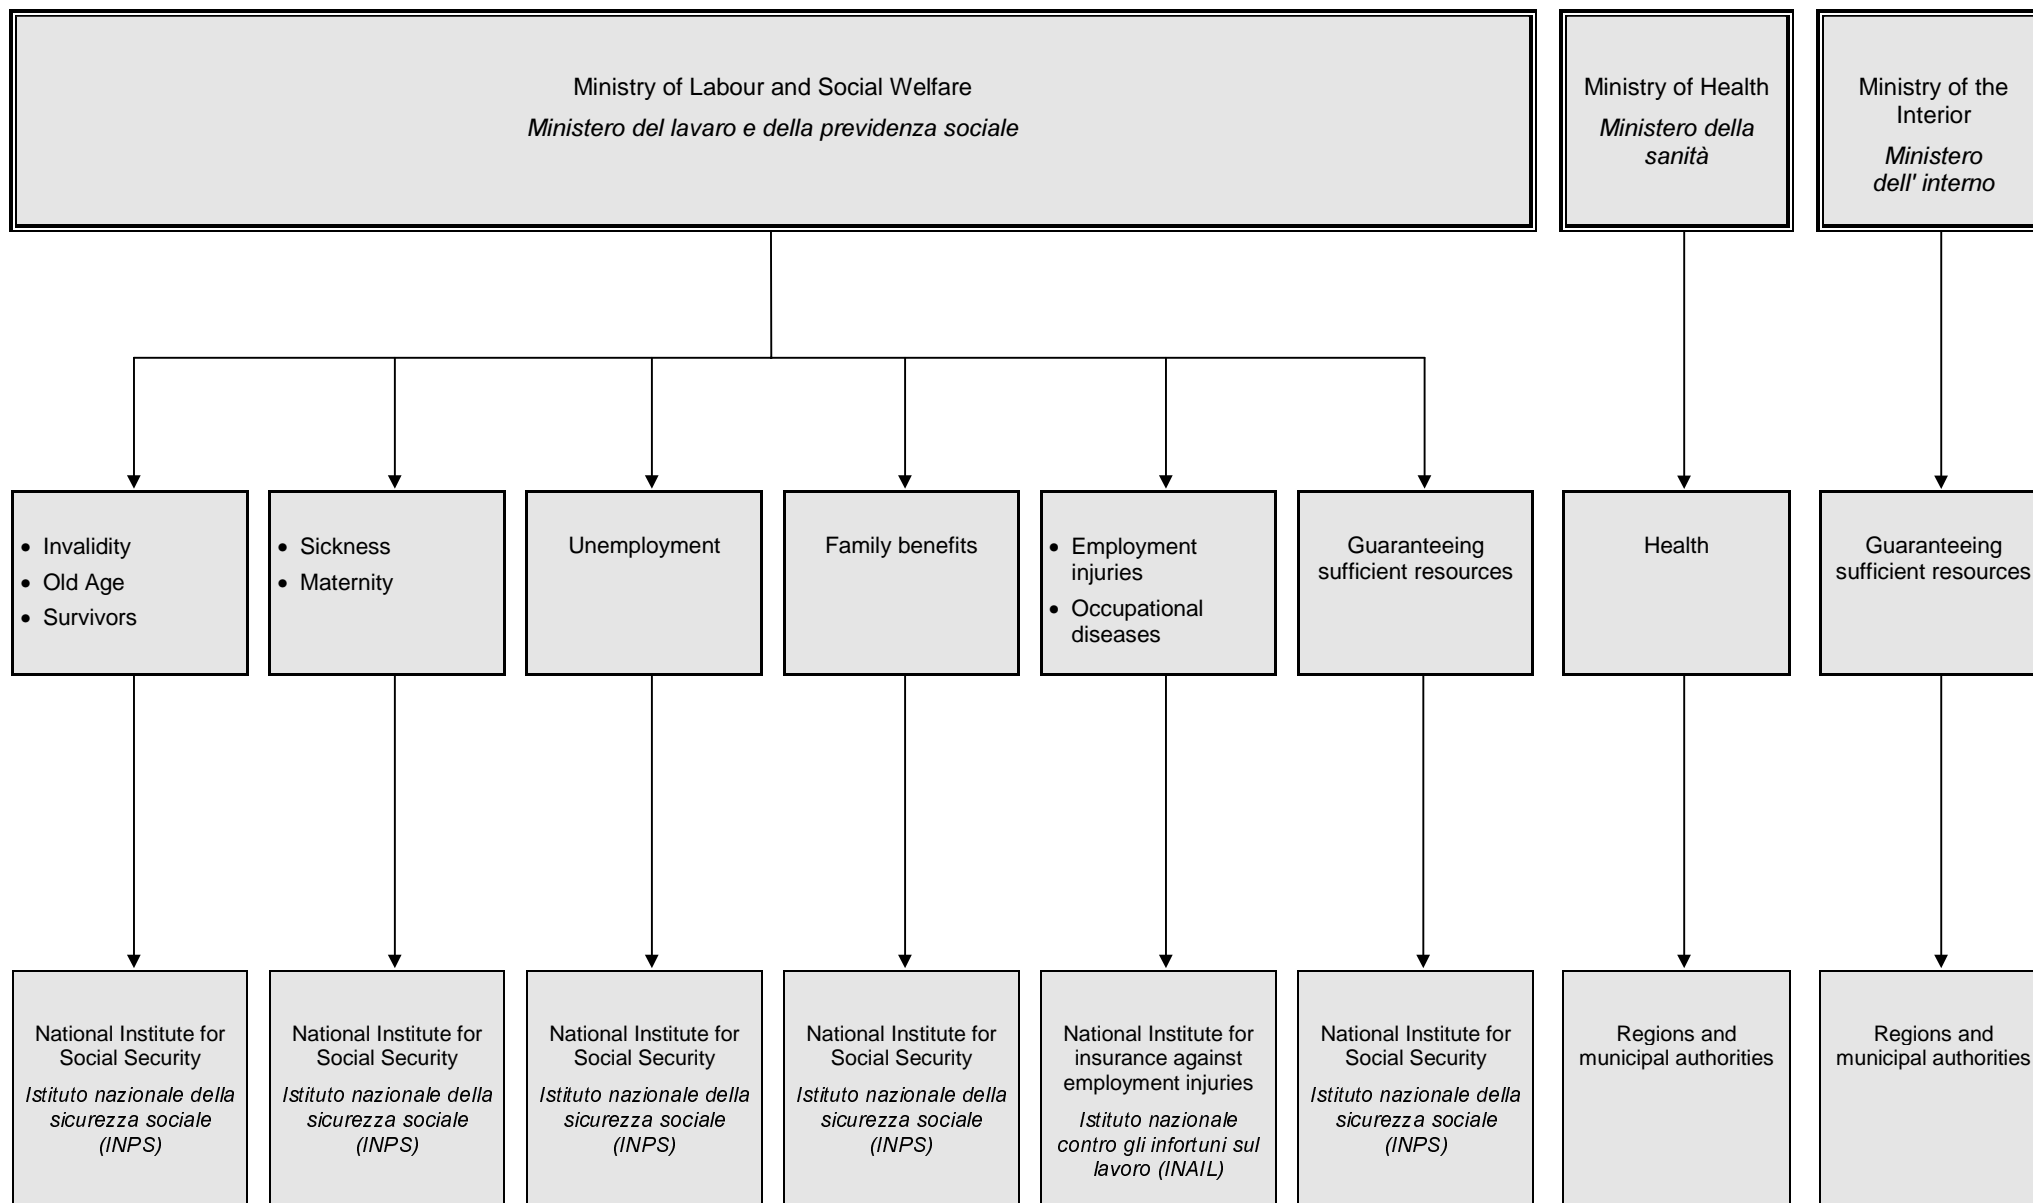 Ministry of Labour and Social Welfare
Ministero del lavaro e della previdenza sociale
Ministry of Health
Ministero della
sanità
Ministry of the
Interior
Ministero
dell' interno
• Invalidity
• Old Age
• Survivors
• Sickness
• Maternity
Unemployment
Family benefits
• Employment
injuries
• Occupational
diseases
Guaranteeing
sufficient resources
Health
Guaranteeing
sufficient resources
National Institute for
Social Security
Istituto nazionale della
sicurezza sociale
(INPS)
National Institute for
Social Security
Istituto nazionale della
sicurezza sociale
(INPS)
National Institute for
Social Security
Istituto nazionale della
sicurezza sociale
(INPS)
National Institute for
Social Security
Istituto nazionale della
sicurezza sociale
(INPS)
National Institute for
insurance against
employment injuries
Istituto nazionale
contro gli infortuni sul
lavoro (INAIL)
National Institute for
Social Security
Istituto nazionale della
sicurezza sociale
(INPS)
Regions and
municipal authorities
Regions and
municipal authorities